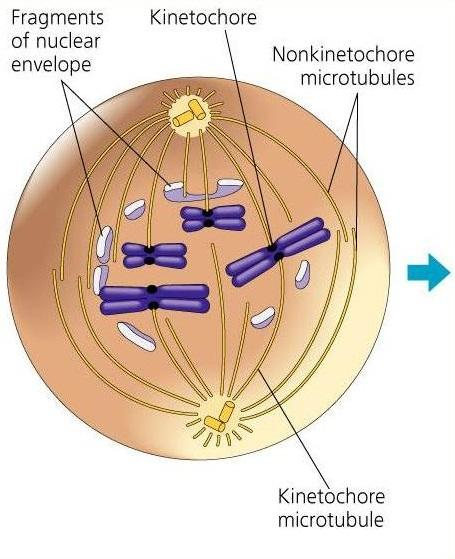 Fragments
of nuclear
envelope
Kinetochore
Nonkinetochore
microtubules
Kinetochore
microtubule